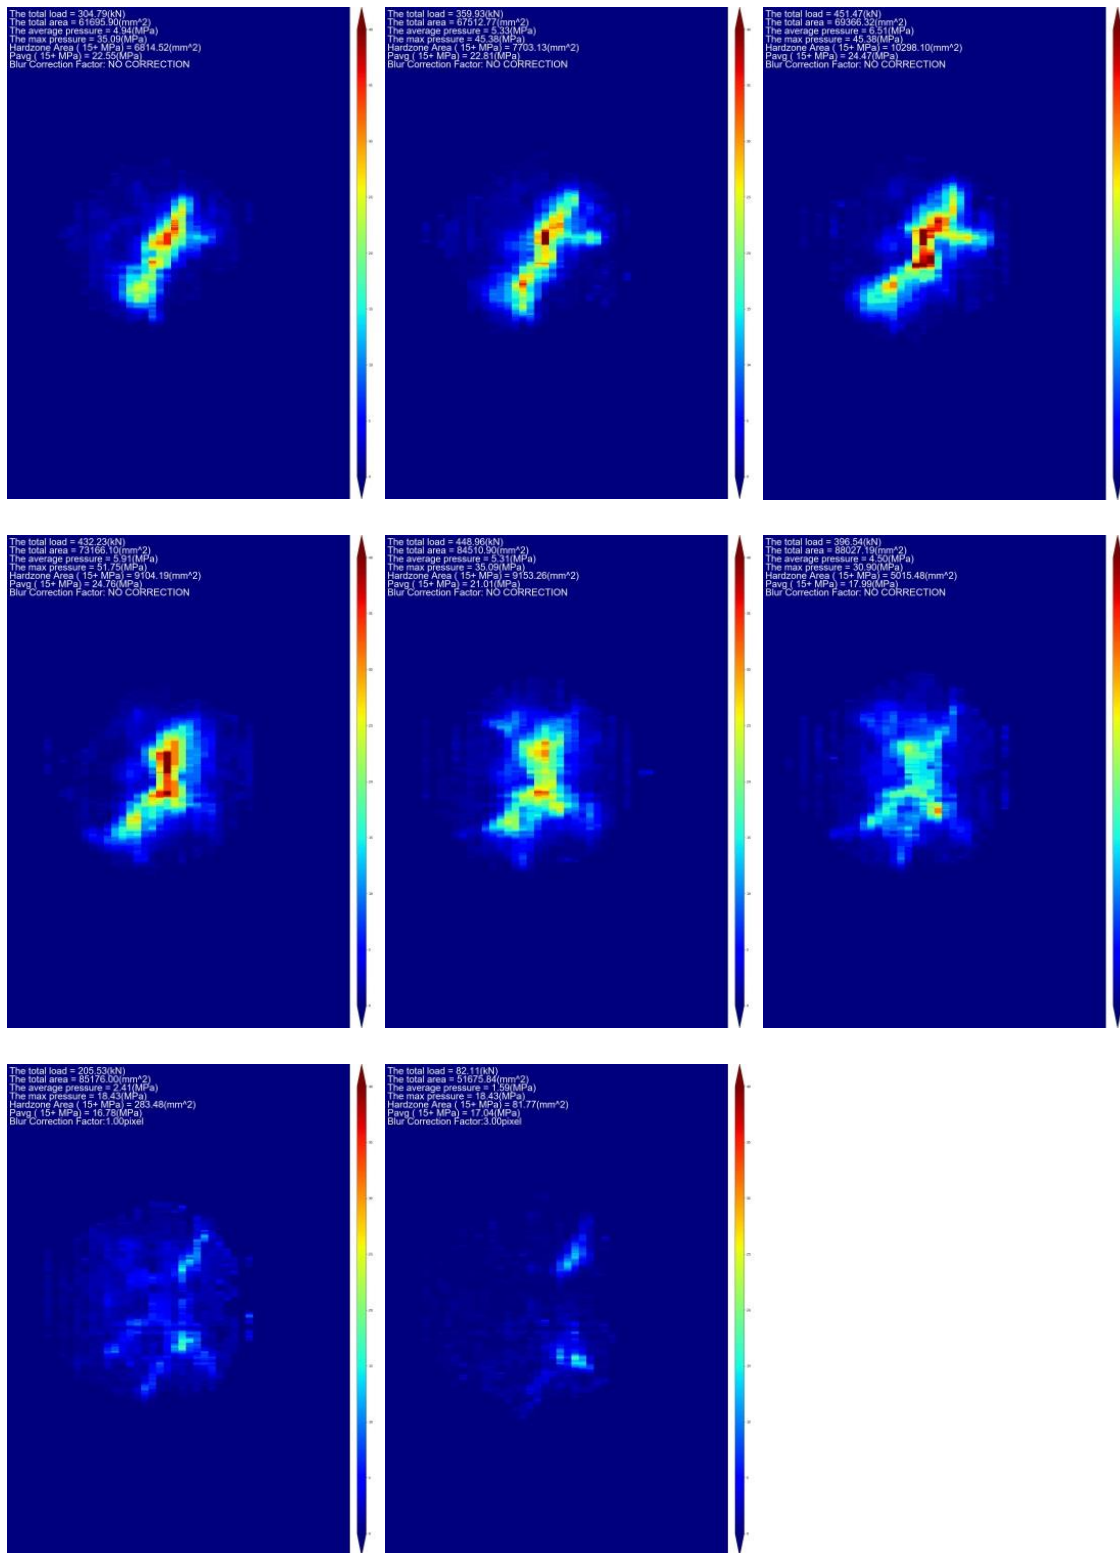 The total load = 304.79(kN)
The total area = 61695.90(mm^2)
The average pressure = 4.94(MPa)
The max pressure = 35.09(MPa)
Hardzone Area ( 15+ MPa) = 6814.52(mm^2)
Pavg ( 15+ MPa) = 22.55(MPa)
Blur Correction Factor: NO CORRECTION
The total load = 359.93(kN)
The total area = 67512.77(mm^2)
The average pressure = 5.33(MPa)
The max pressure = 45.38(MPa)
Hardzone Area ( 15+ MPa) = 7703.13(mm^2)
Pavg ( 15+ MPa) = 22.81(MPa)
Blur Correction Factor: NO CORRECTION
The total load = 451.47(kN)
The total area = 69366.32(mm^2)
The average pressure = 6.51(MPa)
The max pressure = 45.38(MPa)
Hardzone Area ( 15+ MPa) = 10298.10(mm^2)
Pavg ( 15+ MPa) = 24.47(MPa)
Blur Correction Factor: NO CORRECTION
The total load = 432.23(kN)
The total area = 73166.10(mm^2)
The average pressure = 5.91(MPa)
The max pressure = 51.75(MPa)
Hardzone Area ( 15+ MPa) = 9104.19(mm^2)
Pavg ( 15+ MPa) = 24.76(MPa)
Blur Correction Factor: NO CORRECTION
The total load = 448.96(kN)
The total area = 84510.90(mm^2)
The average pressure = 5.31(MPa)
The max pressure = 35.09(MPa)
Hardzone Area ( 15+ MPa) = 9153.26(mm^2)
Pavg ( 15+ MPa) = 21.01(MPa)
Blur Correction Factor: NO CORRECTION
The total load = 396.54(kN)
The total area = 88027.19(mm^2)
The average pressure = 4.50(MPa)
The max pressure = 30.90(MPa)
Hardzone Area ( 15+ MPa) = 5015.48(mm^2)
Pavg ( 15+ MPa) = 17.99(MPa)
Blur Correction Factor: NO CORRECTION
The total load = 205.53(kN)
The total area = 85176.00(mm^2)
The average pressure = 2.41(MPa)
The max pressure = 18.43(MPa)
Hardzone Area ( 15+ MPa) = 283.48(mm^2)
Pavg ( 15+ MPa) = 16.78(MPa)
Blur Correction Factor:1.00pixel
The total load = 82.11(kN)
The total area = 51675.84(mm^2)
The average pressure = 1.59(MPa)
The max pressure = 18.43(MPa)
Hardzone Area ( 15+ MPa) = 81.77(mm^2)
Pavg ( 15+ MPa) = 17.04(MPa)
Blur Correction Factor:3.00pixel